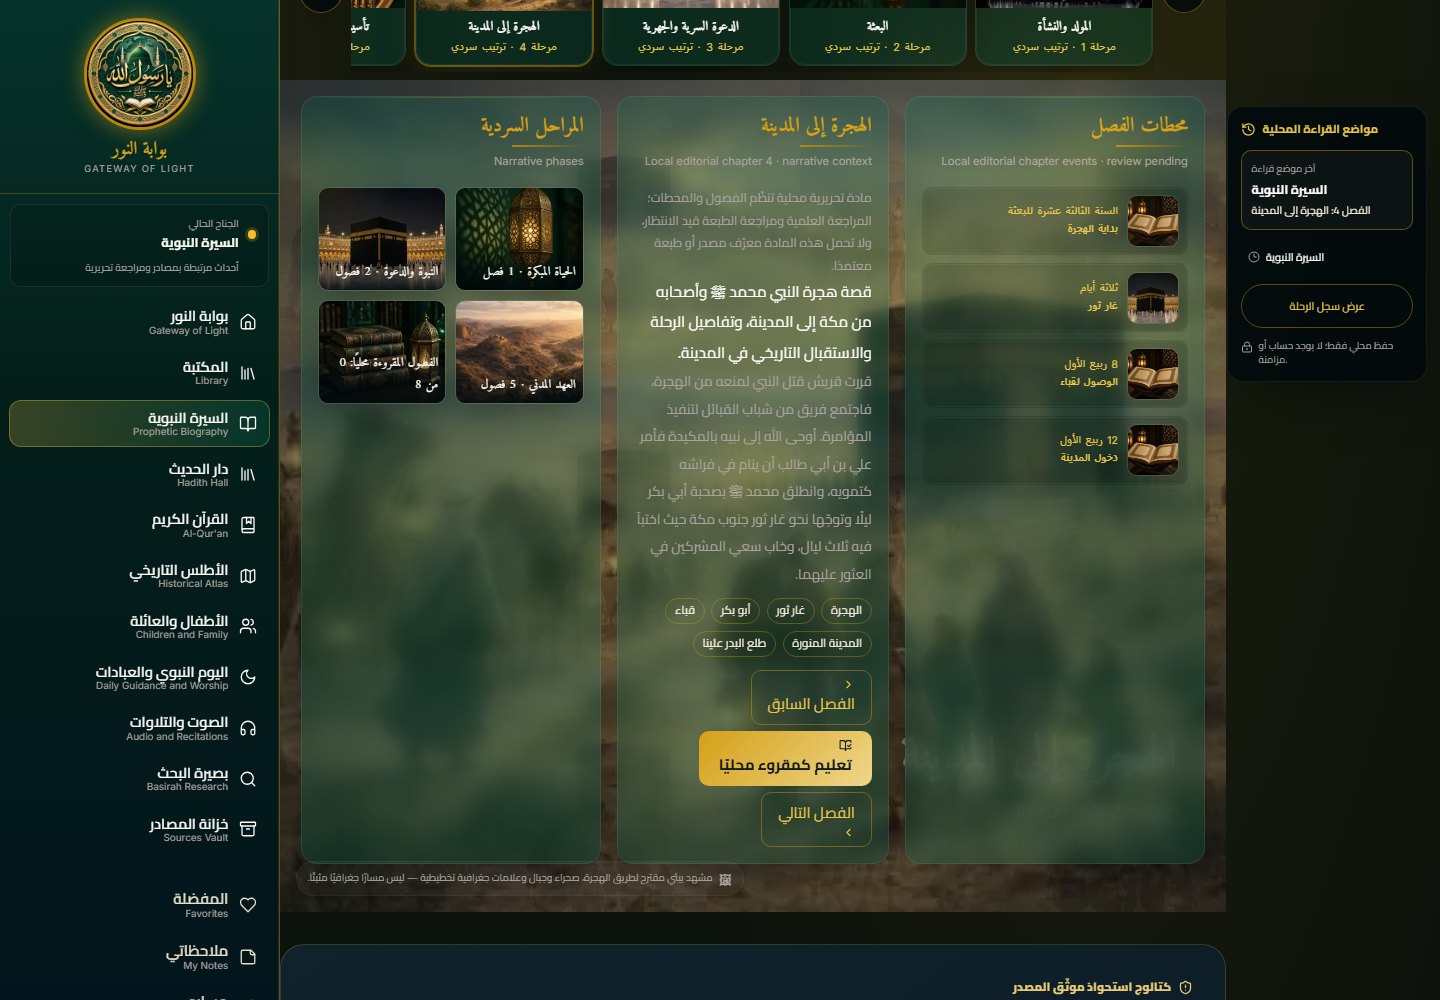 يا رسول الله
بوابة النور
GATEWAY OF LIGHT
الجناح الحالي
السيرة النبوية
أحداث مرتبطة بمصادر ومراجعة تحريرية
بوابة النور
Gateway of Light
المكتبة
Library
السيرة النبوية
Prophetic Biography
دار الحديث
Hadith Hall
القرآن الكريم
Al-Qur'an
الأطلس التاريخي
Historical Atlas
الأطفال والعائلة
Children and Family
اليوم النبوي والعبادات
Daily Guidance and Worship
الصوت والتلاوات
Audio and Recitations
بصيرة البحث
Basirah Research
خزانة المصادر
Sources Vault
المفضلة
Favorites
ملاحظاتي
My Notes
المولد والنشأة
مرحلة 1 · ترتيب سردي
البعثة
مرحلة 2 · ترتيب سردي
الدعوة السرية والجهرية
مرحلة 3 · ترتيب سردي
الهجرة إلى المدينة
مرحلة 4 · ترتيب سردي
مرحلة
محطات الفصل
Local editorial chapter events · review pending
السنة الثالثة عشرة للبعثة
بداية الهجرة
ثلاثة أيام
غار ثور
8 ربيع الأول
الوصول لقباء
12 ربيع الأول
دخول المدينة
الهجرة إلى المدينة
Local editorial chapter 4 · narrative context
مادة تحريرية محلية تنظّم الفصول والمحطات؛
المراجعة العلمية ومراجعة الطبعة قيد الانتظار،
ولا تحمل هذه المادة معرّف مصدر أو طبعة
معتمدًا.
قصة هجرة النبي محمد ﷺ وأصحابه
من مكة إلى المدينة، وتفاصيل الرحلة
والاستقبال التاريخي في المدينة.
قررت قريش قتل النبي لمنعه من الهجرة،
فاجتمع فريق من شباب القبائل لتنفيذ
المؤامرة. أوحى الله إلى نبيه بالمكيدة فأمر
علي بن أبي طالب أن ينام في فراشه
كتمويه، وانطلق محمد ﷺ بصحبة أبي بكر
ليلًا وتوجّها نحو غار ثور جنوب مكة حيث اختبآ
فيه ثلاث ليال، وخاب سعي المشركين في
العثور عليهما.
الهجرة
غار ثور
أبو بكر
قباء
المدينة المنورة
طلع البدر علينا
الفصل السابق
تعليم كمقروء محليًا
الفصل التالي
المراحل السردية
Narrative phases
الحياة المبكرة · 1 فصل
النبوة والدعوة · 2 فصول
العهد المدني · 5 فصول
الفصول المقروءة محليًا: 0
من 8
مشهد بيئي مقترح لطريق الهجرة، صحراء وجبال وعلامات جغرافية تخطيطية — ليس مسارًا جغرافيًا مثبتًا.
كتالوج استحواذ موثّق المصدر
مواضع القراءة المحلية
آخر موضع قراءة
السيرة النبوية
الفصل 4: الهجرة إلى المدينة
السيرة النبوية
عرض سجل الرحلة
حفظ محلي فقط؛ لا يوجد حساب أو
مزامنة.